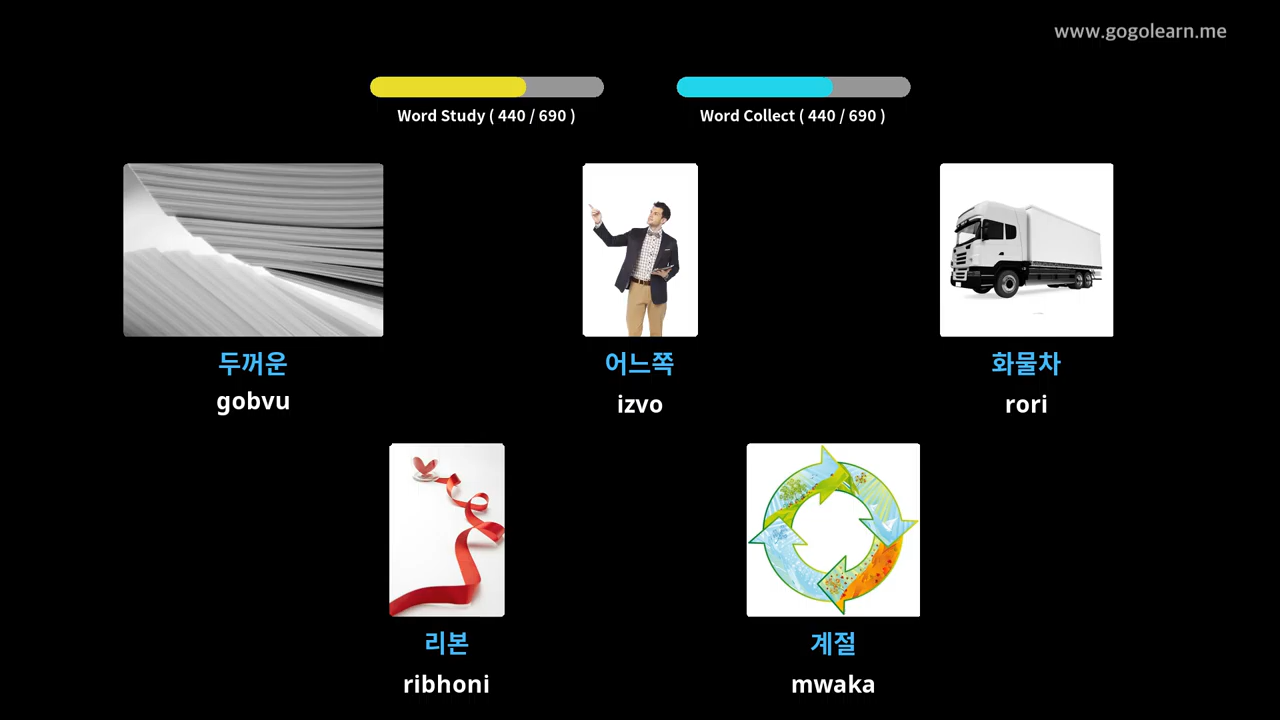 www.gogolearn.me
Word Study ( 440 / 690 )
Word Collect ( 440 / 690 )
두꺼운
gobvu
어느쪽
izvo
화물차
rori
리본
ribhoni
계절
mwaka